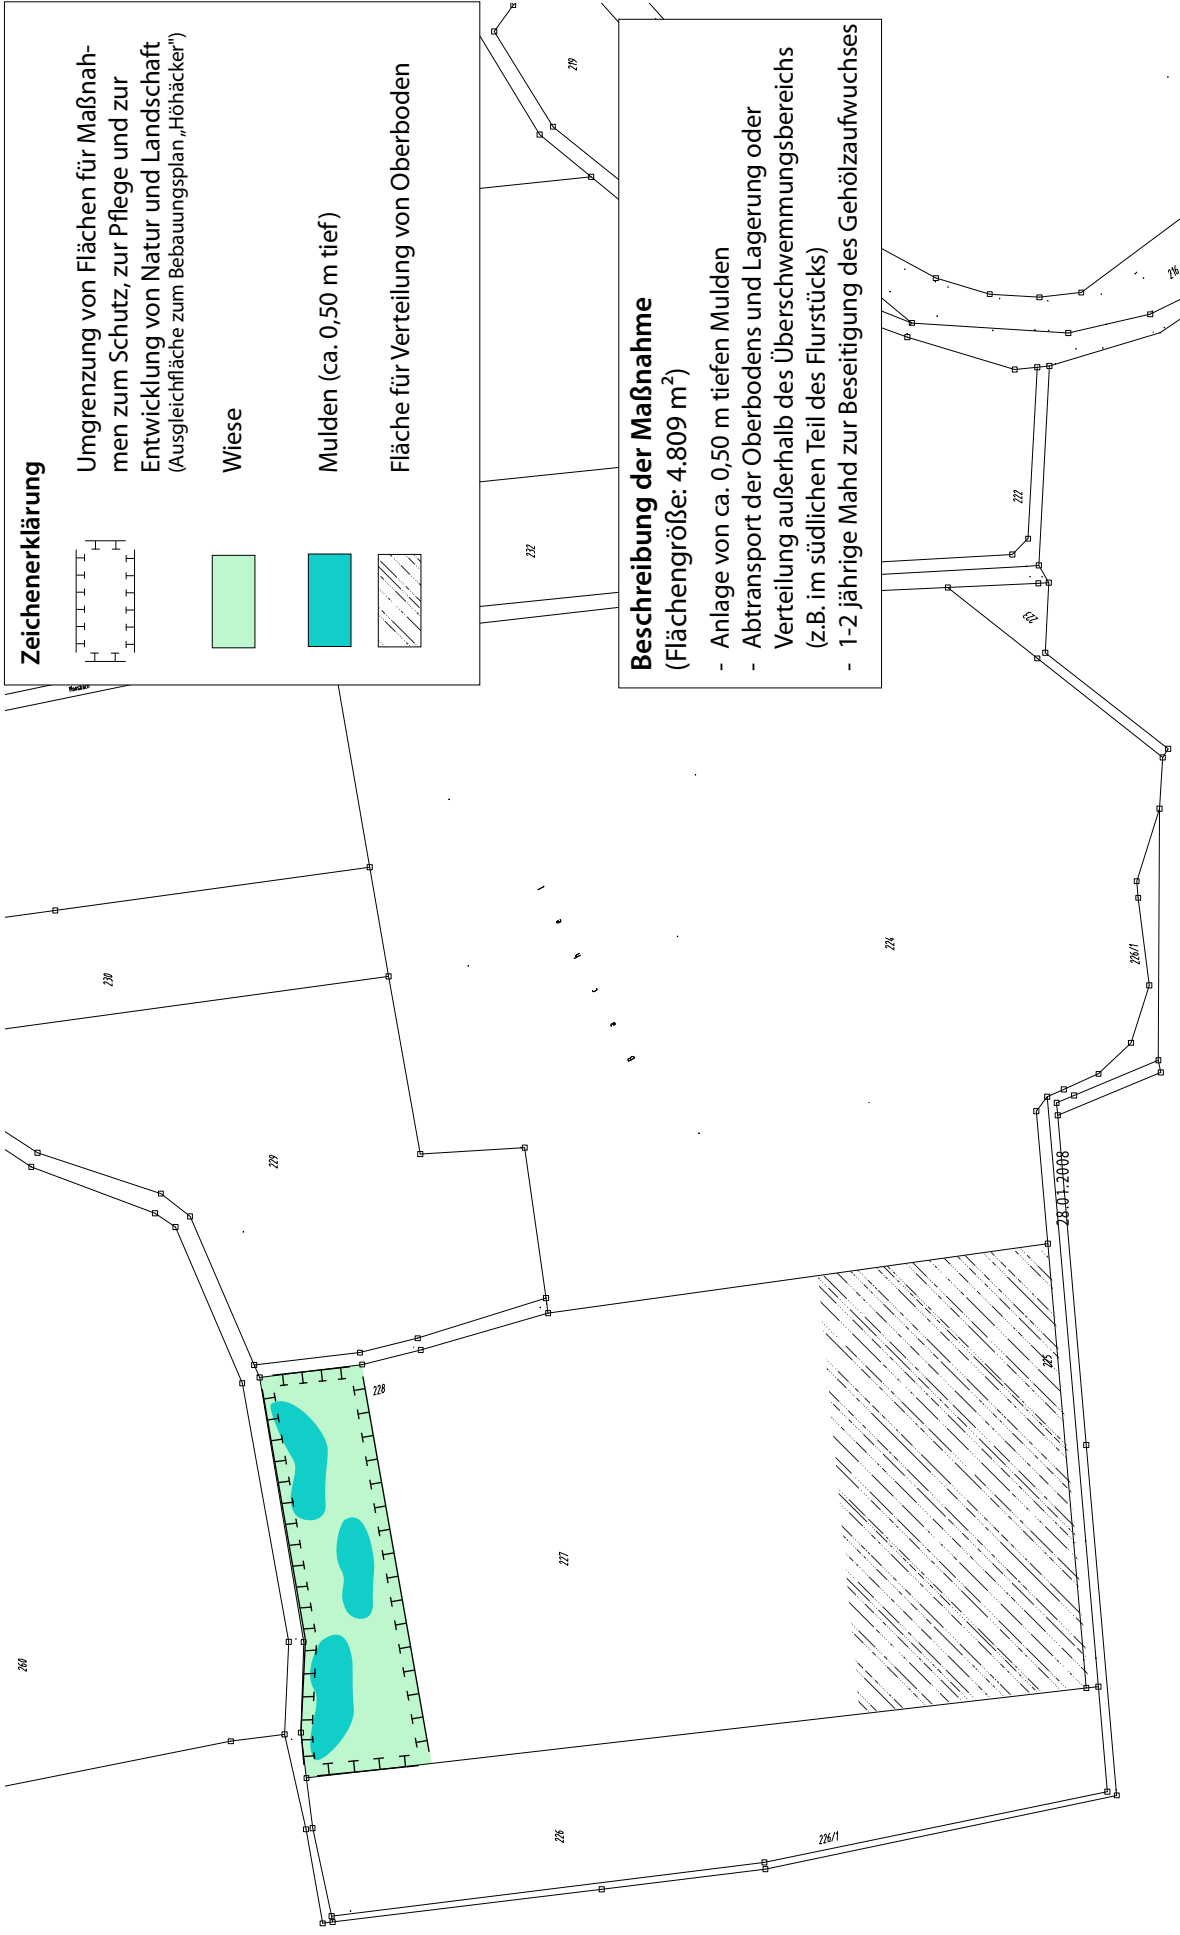 Zeichenerklärung
Umgrenzung von Flächen für Maßnah-
men zum Schutz, zur Pflege und zur
Entwicklung von Natur und Landschaft
(Ausgleichfläche zum Bebauungsplan „Höhäcker")
Wiese
Mulden (ca. 0,50 m tief)
Fläche für Verteilung von Oberboden
Beschreibung der Maßnahme
(Flächengröße: 4.809 m²)
- Anlage von ca. 0,50 m tiefen Mulden
- Abtransport der Oberbodens und Lagerung oder
Verteilung außerhalb des Überschwemmungsbereichs
(z.B. im südlichen Teil des Flurstücks)
- 1-2 jährige Mahd zur Beseitigung des Gehölzaufwuchses
219
232
222
223
216
230
229
224
226/1
28.01.2008
225
228
227
260
226
226/1